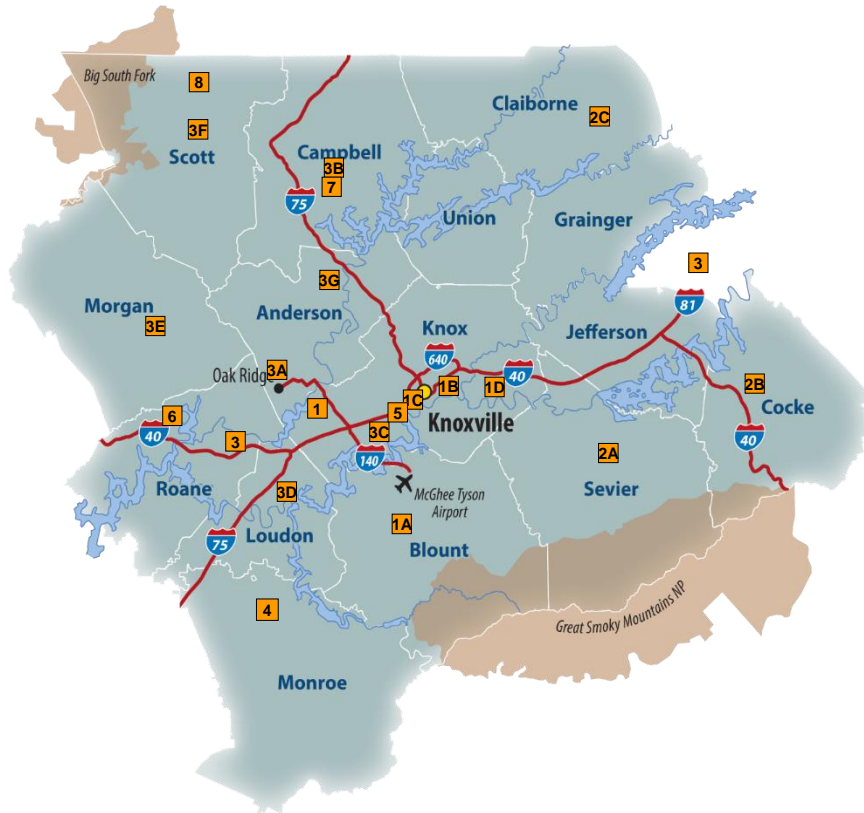 Big South Fork
8
3F
Scott
Claiborne
2C
Campbell
3B
7
75
Union
Grainger
3
81
3G
Morgan
3E
Anderson
Knox
Jefferson
640
3A
Oak Ridge
1
1B
1D
40
1C
5
Knoxville
2B
Cocke
6
40
3
3C
140
40
2A
Sevier
Roane
3D
McGhee Tyson
Airport
1A
Blount
75
Loudon
4
Great Smoky Mountains NP
Monroe